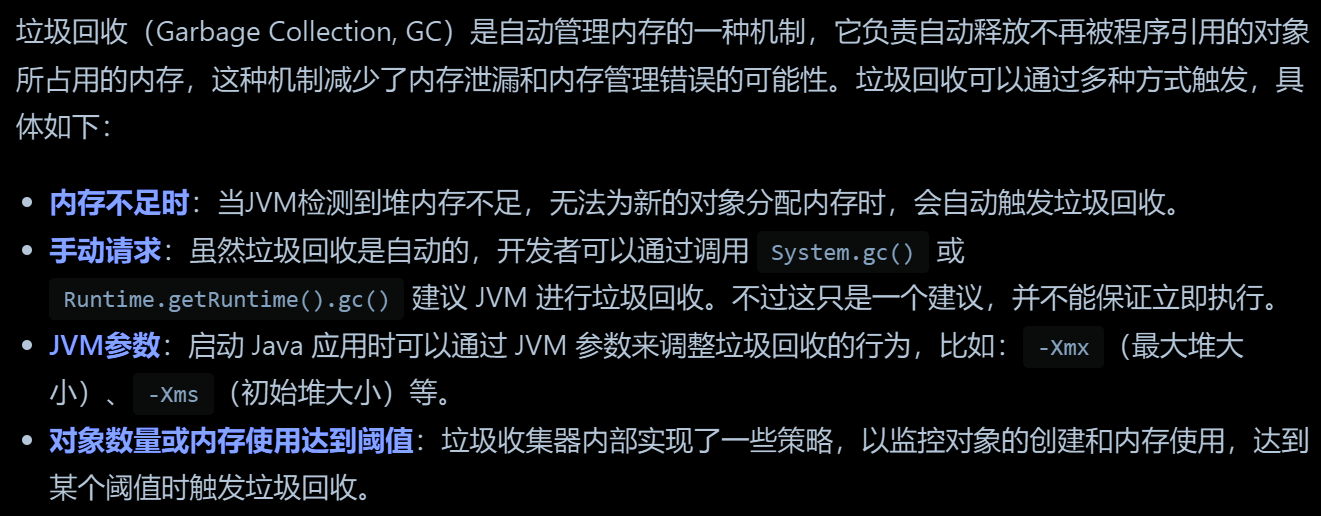 垃圾回收（Garbage Collection, GC）是自动管理内存的一种机制，它负责自动释放不再被程序引用的对象
所占用的内存，这种机制减少了内存泄漏和内存管理错误的可能性。垃圾回收可以通过多种方式触发，具
体如下：
• 内存不足时：当JVM检测到堆内存不足，无法为新的对象分配内存时，会自动触发垃圾回收。
• 手动请求：虽然垃圾回收是自动的，开发者可以通过调用 System.gc() 或
Runtime.getRuntime().gc() 建议 JVM 进行垃圾回收。不过这只是一个建议，并不能保证立即执行。
• JVM参数：启动 Java 应用时可以通过 JVM 参数来调整垃圾回收的行为，比如：-Xmx（最大堆大
小）、-Xms（初始堆大小）等。
• 对象数量或内存使用达到阈值：垃圾收集器内部实现了一些策略，以监控对象的创建和内存使用，达到
某个阈值时触发垃圾回收。